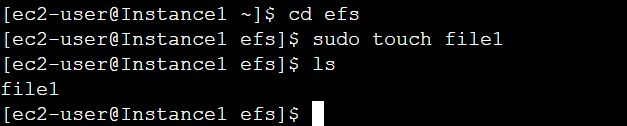 [ec2-user@Instance1 ~]$ cd efs
[ec2-user@Instance1 efs]$ sudo touch file1
[ec2-user@Instance1 efs]$ ls
file1
[ec2-user@Instance1 efs]$